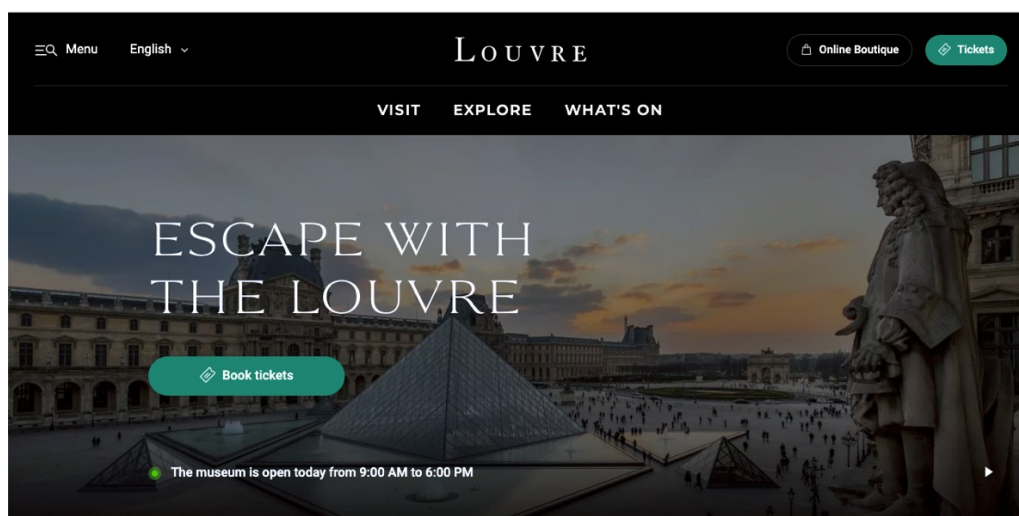 Menu
English
LOUVRE
Online Boutique
Tickets
VISIT
EXPLORE
WHAT'S ON
ESCAPE WITH
THE LOUVRE
Book tickets
The museum is open today from 9:00 AM to 6:00 PM